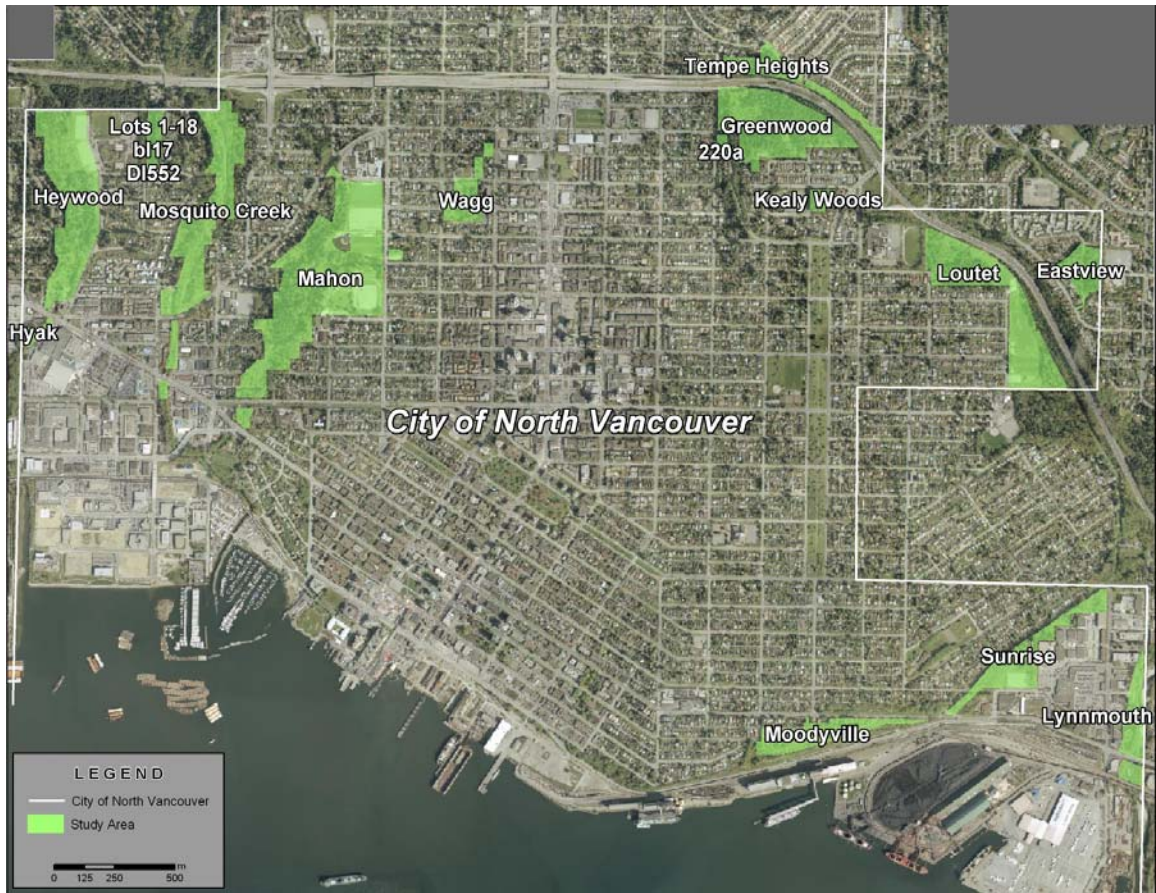 Tempe Heights
Lots 1-18
bl17
Dl552
Greenwood
220a
Heywood
Mosquito Creek
Wagg
Kealy Woods
Mahon
Loutet
Eastview
Hyak
City of North Vancouver
Sunrise
Lynnmouth
Moodyville
LEGEND
City of North Vancouver
Study Area
0 125 250 500 m